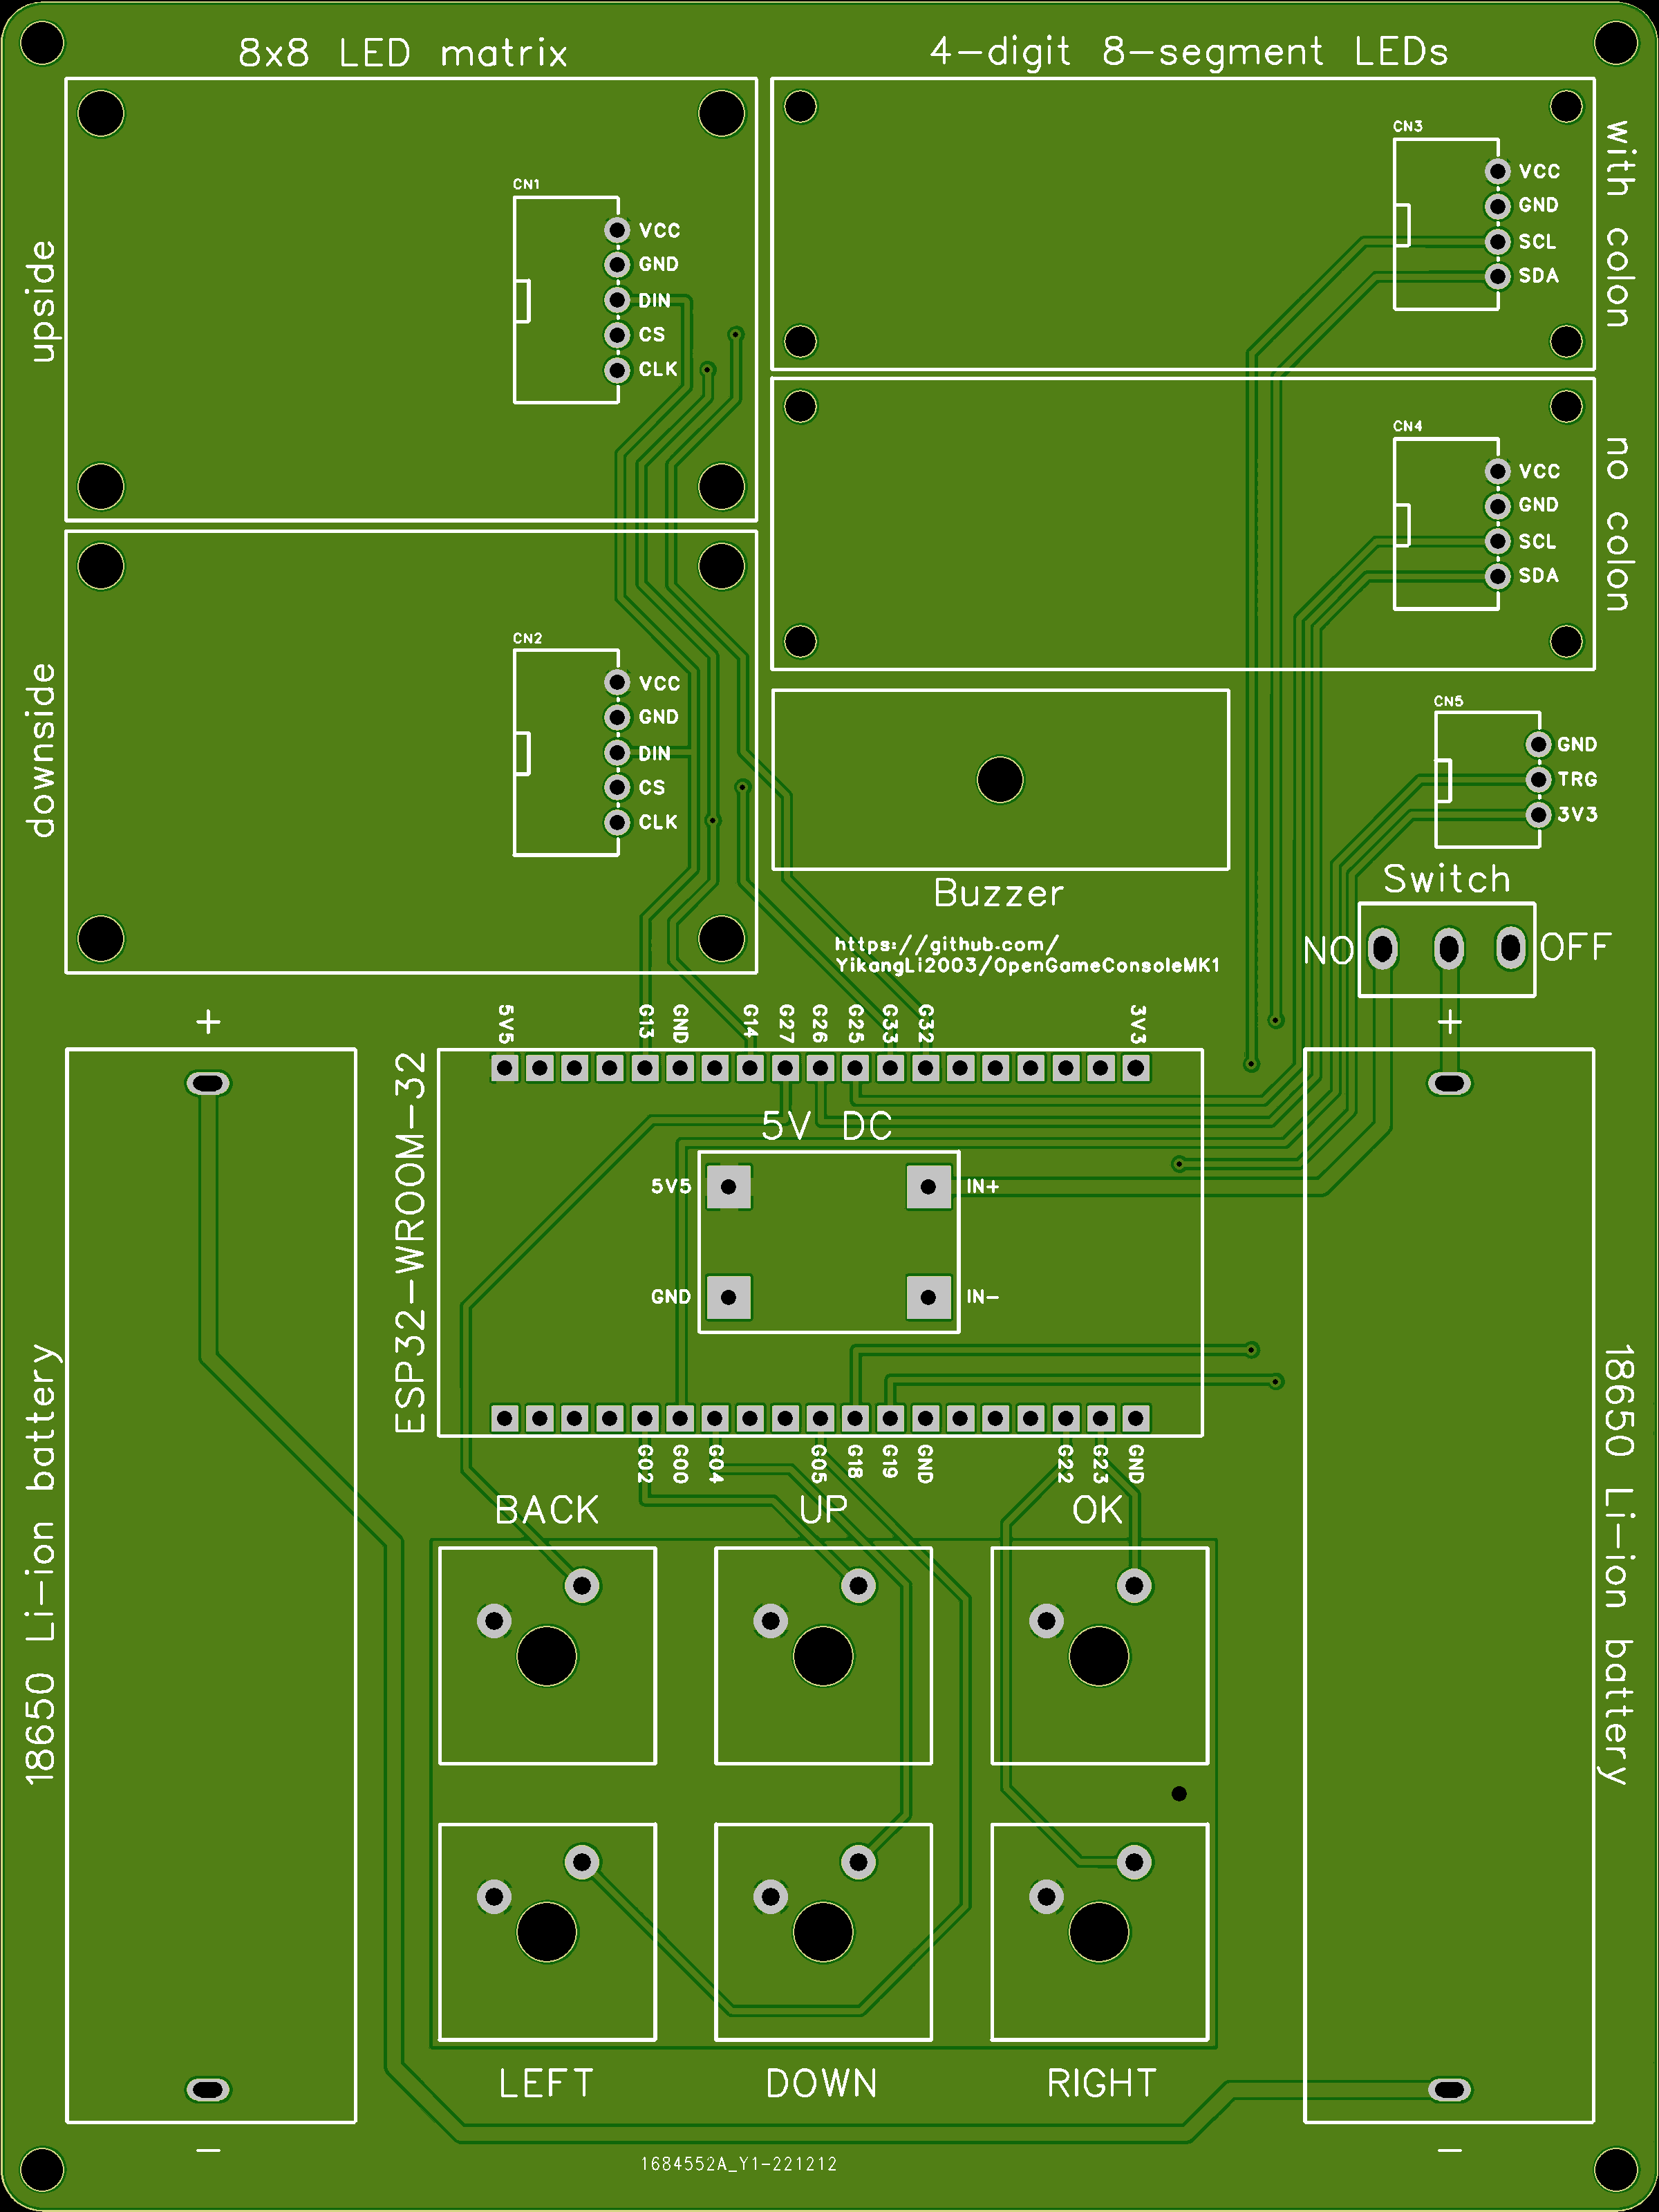 8x8 LED matrix
4-digit 8-segment LEDs
upside
CN1
VCC
GND
DIN
CS
CLK
CN3
VCC
GND
SCL
SDA
with colon
CN4
VCC
GND
SCL
SDA
no colon
downside
CN2
VCC
GND
DIN
CS
CLK
CN5
GND
TRG
3V3
Buzzer
Switch
NO
OFF
https://github.com/
YikangLi2003/OpenGameConsoleMK1
+
+
5V5
G13
GND
G14
G27
G26
G25
G33
G32
3V3
ESP32-WROOM-32
5V DC
5V5
IN+
GND
IN-
G02
G00
G04
G05
G18
G19
GND
G22
G23
GND
18650 Li-ion battery
18650 Li-ion battery
BACK
UP
OK
LEFT
DOWN
RIGHT
-
-
1684552A_Y1-221212